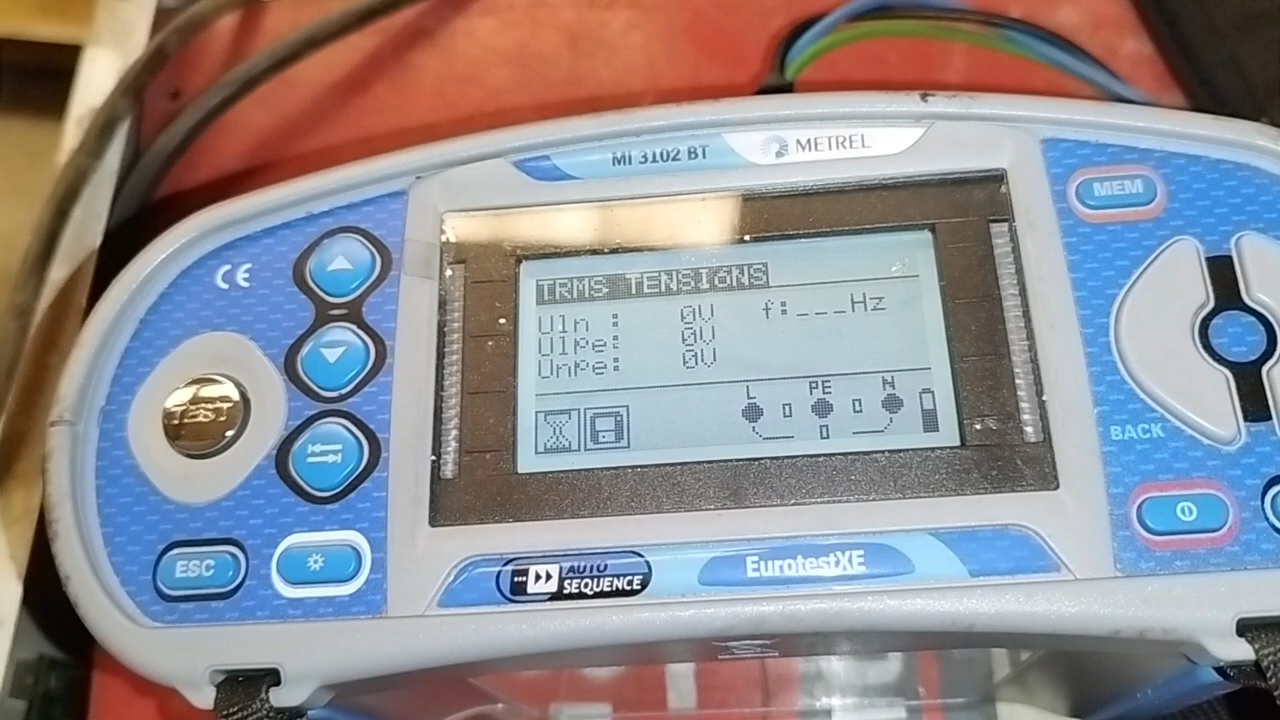 MI 3102 BT
METREL
MEM
CE
TRMS TENSIóNS
Uln : 0V f:___Hz
Ulpe: 0V
Unpe: 0V
TEST
L PE N
0 0
0
BACK
ESC
AUTO
SEQUENCE
EurotestXE